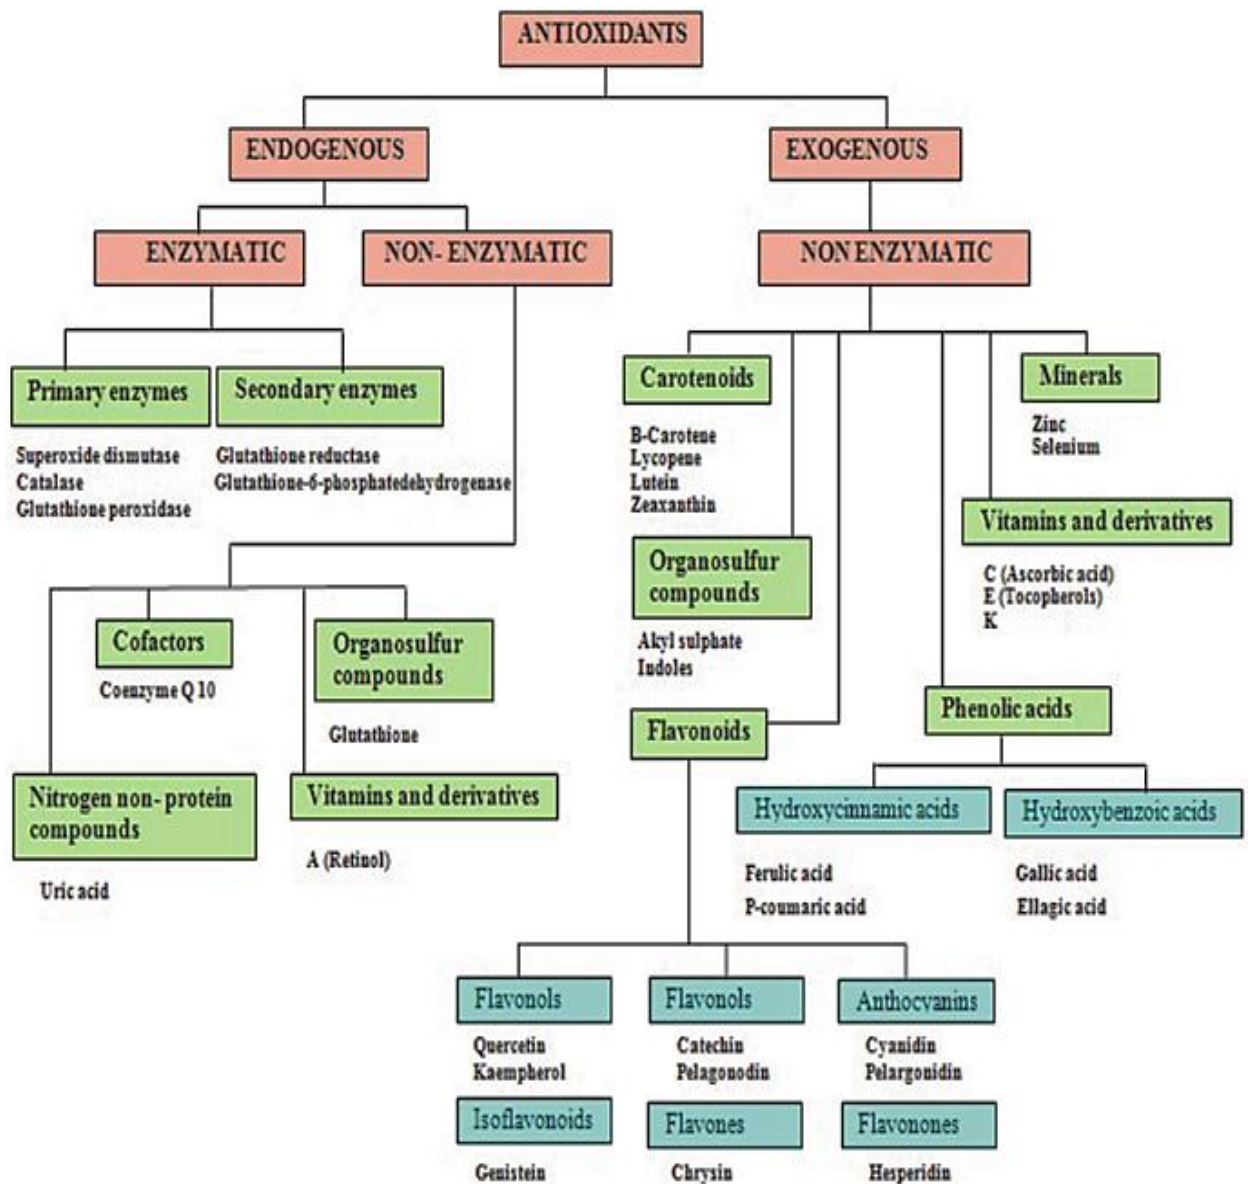 ANTIOXIDANTS
ENDOGENOUS
EXOGENOUS
ENZYMATIC
NON- ENZYMATIC
NON ENZYMATIC
Primary enzymes
Superoxide dismutase
Catalase
Glutathione peroxidase
Secondary enzymes
Glutathione reductase
Glutathione-6-phosphatedehydrogenase
Cofactors
Coenzyme Q 10
Organosulfur
compounds
Glutathione
Nitrogen non- protein
compounds
Uric acid
Vitamins and derivatives
A (Retinol)
Carotenoids
B-Carotene
Lycopene
Lutein
Zeaxanthin
Organosulfur
compounds
Akyl sulphate
Indoles
Flavonoids
Minerals
Zinc
Selenium
Vitamins and derivatives
C (Ascorbic acid)
E (Tocopherols)
K
Phenolic acids
Hydroxycinnamic acids
Ferulic acid
P-coumaric acid
Hydroxybenzoic acids
Gallic acid
Ellagic acid
Flavonols
Quercetin
Kaempherol
Flavonols
Catechin
Pelagonodin
Anthocyanins
Cyanidin
Pelargonidin
Isoflavonoids
Genistein
Flavones
Chrysin
Flavonones
Hesperidin